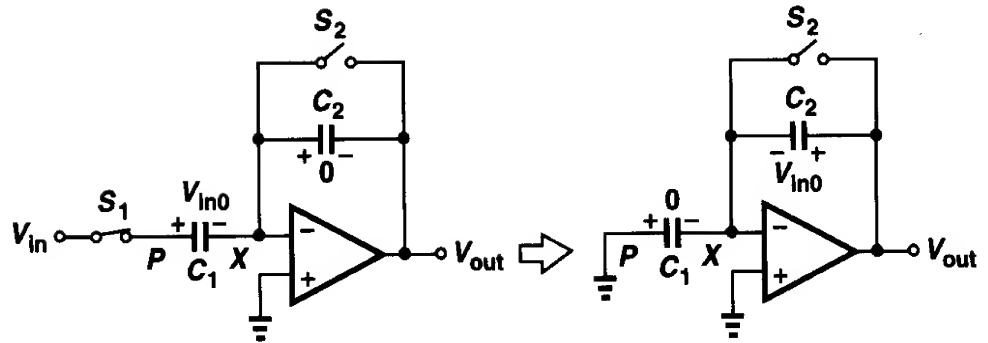 S2
C2
+ -
0
S1
Vin0
Vin
+ -
P
C1
X
-
+
Vout
S2
C2
- +
Vin0
0
+ -
P
C1
X
-
+
Vout